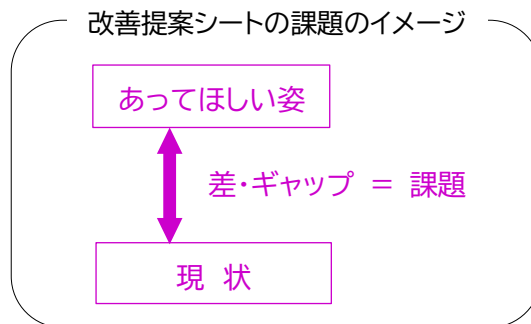 改善提案シートの課題のイメージ
あってほしい姿
差・ギャップ ＝ 課題
現 状